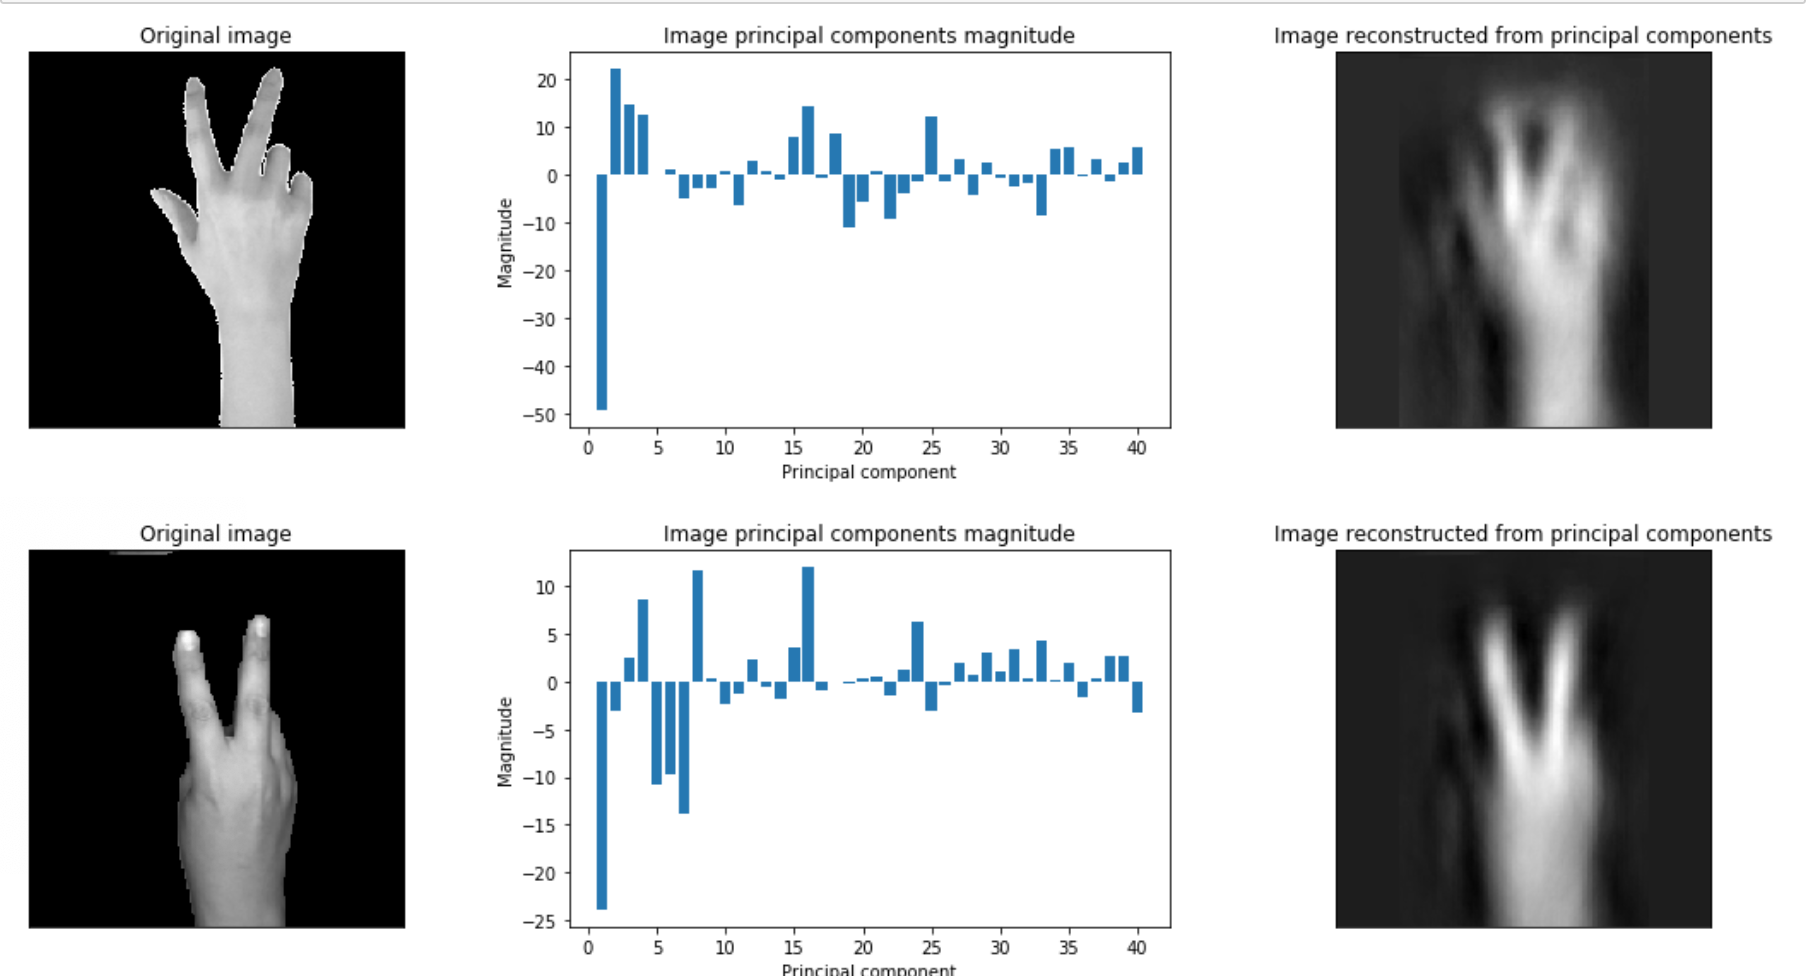 Original image
Image principal components magnitude
Image reconstructed from principal components
20
10
0
−10
−20
−30
−40
−50
Magnitude
0 5 10 15 20 25 30 35 40
Principal component
Original image
Image principal components magnitude
Image reconstructed from principal components
10
5
0
−5
−10
−15
−20
−25
Magnitude
0 5 10 15 20 25 30 35 40
Principal component